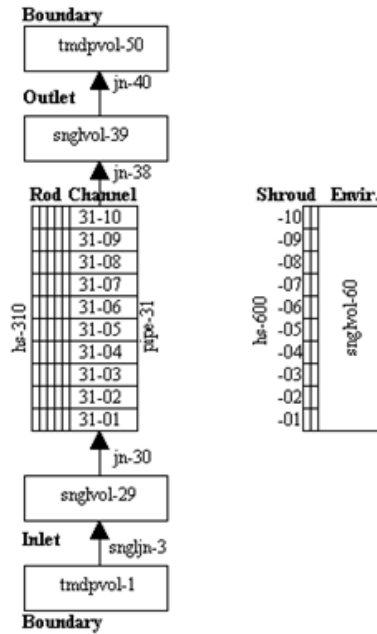 Boundary
tmdpvol-50
jn-40
Outlet
snglvol-39
jn-38
Rod Channel
31-10
31-09
31-08
31-07
31-06
31-05
31-04
31-03
31-02
31-01
hs-310
pipe-31
jn-30
snglvol-29
Inlet
sngljn-3
tmdpvol-1
Boundary
Shroud Envir.
-10
-09
-08
-07
-06
-05
-04
-03
-02
-01
hs-600
snglvol-60